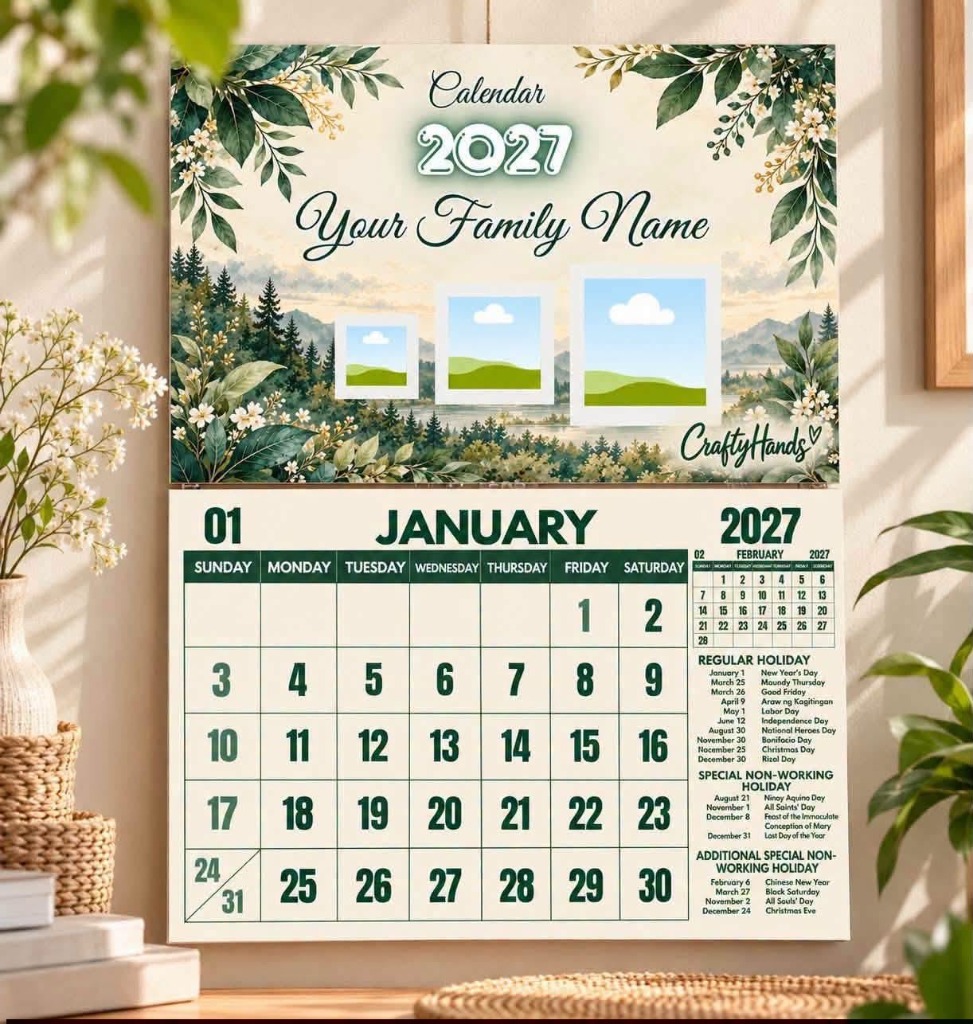 Calendar
2027
Your Family Name
CraftyHands
01 JANUARY 2027
SUNDAY MONDAY TUESDAY WEDNESDAY THURSDAY FRIDAY SATURDAY
1 2
3 4 5 6 7 8 9
10 11 12 13 14 15 16
17 18 19 20 21 22 23
24/31 25 26 27 28 29 30
02 FEBRUARY 2027
SUNDAY MONDAY TUESDAY WEDNESDAY THURSDAY FRIDAY SATURDAY
1 2 3 4 5 6
7 8 9 10 11 12 13
14 15 16 17 18 19 20
21 22 23 24 25 26 27
28
REGULAR HOLIDAY
January 1 New Year's Day
March 25 Maundy Thursday
March 26 Good Friday
April 9 Araw ng Kagitingan
May 1 Labor Day
June 12 Independence Day
August 30 National Heroes Day
November 30 Bonifacio Day
Nocember 25 Christmas Day
December 30 Rizal Day
SPECIAL NON-WORKING
HOLIDAY
August 21 Ninoy Aquino Day
November 1 All Saints' Day
December 8 Feast of the Immaculate
Conception of Mary
December 31 Last Day of the Year
ADDITIONAL SPECIAL NON-
WORKING HOLIDAY
February 6 Chinese New Year
March 27 Black Saturday
November 2 All Souls' Day
December 24 Christmas Eve